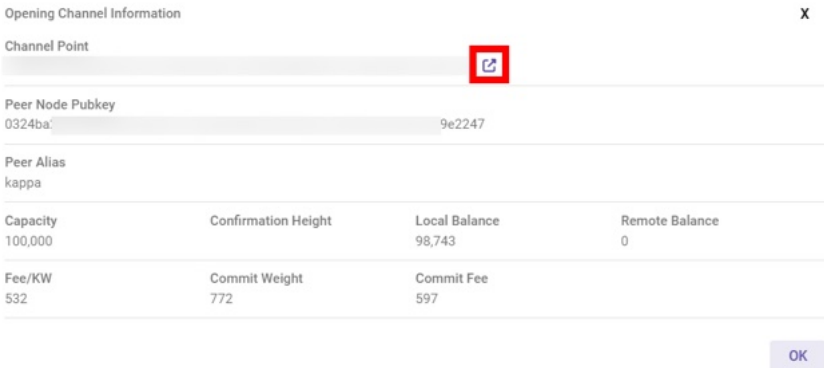 Opening Channel Information X
Channel Point
Peer Node Pubkey
0324ba 9e2247
Peer Alias
kappa
Capacity Confirmation Height Local Balance Remote Balance
100,000 98,743 0
Fee/KW Commit Weight Commit Fee
532 772 597
OK